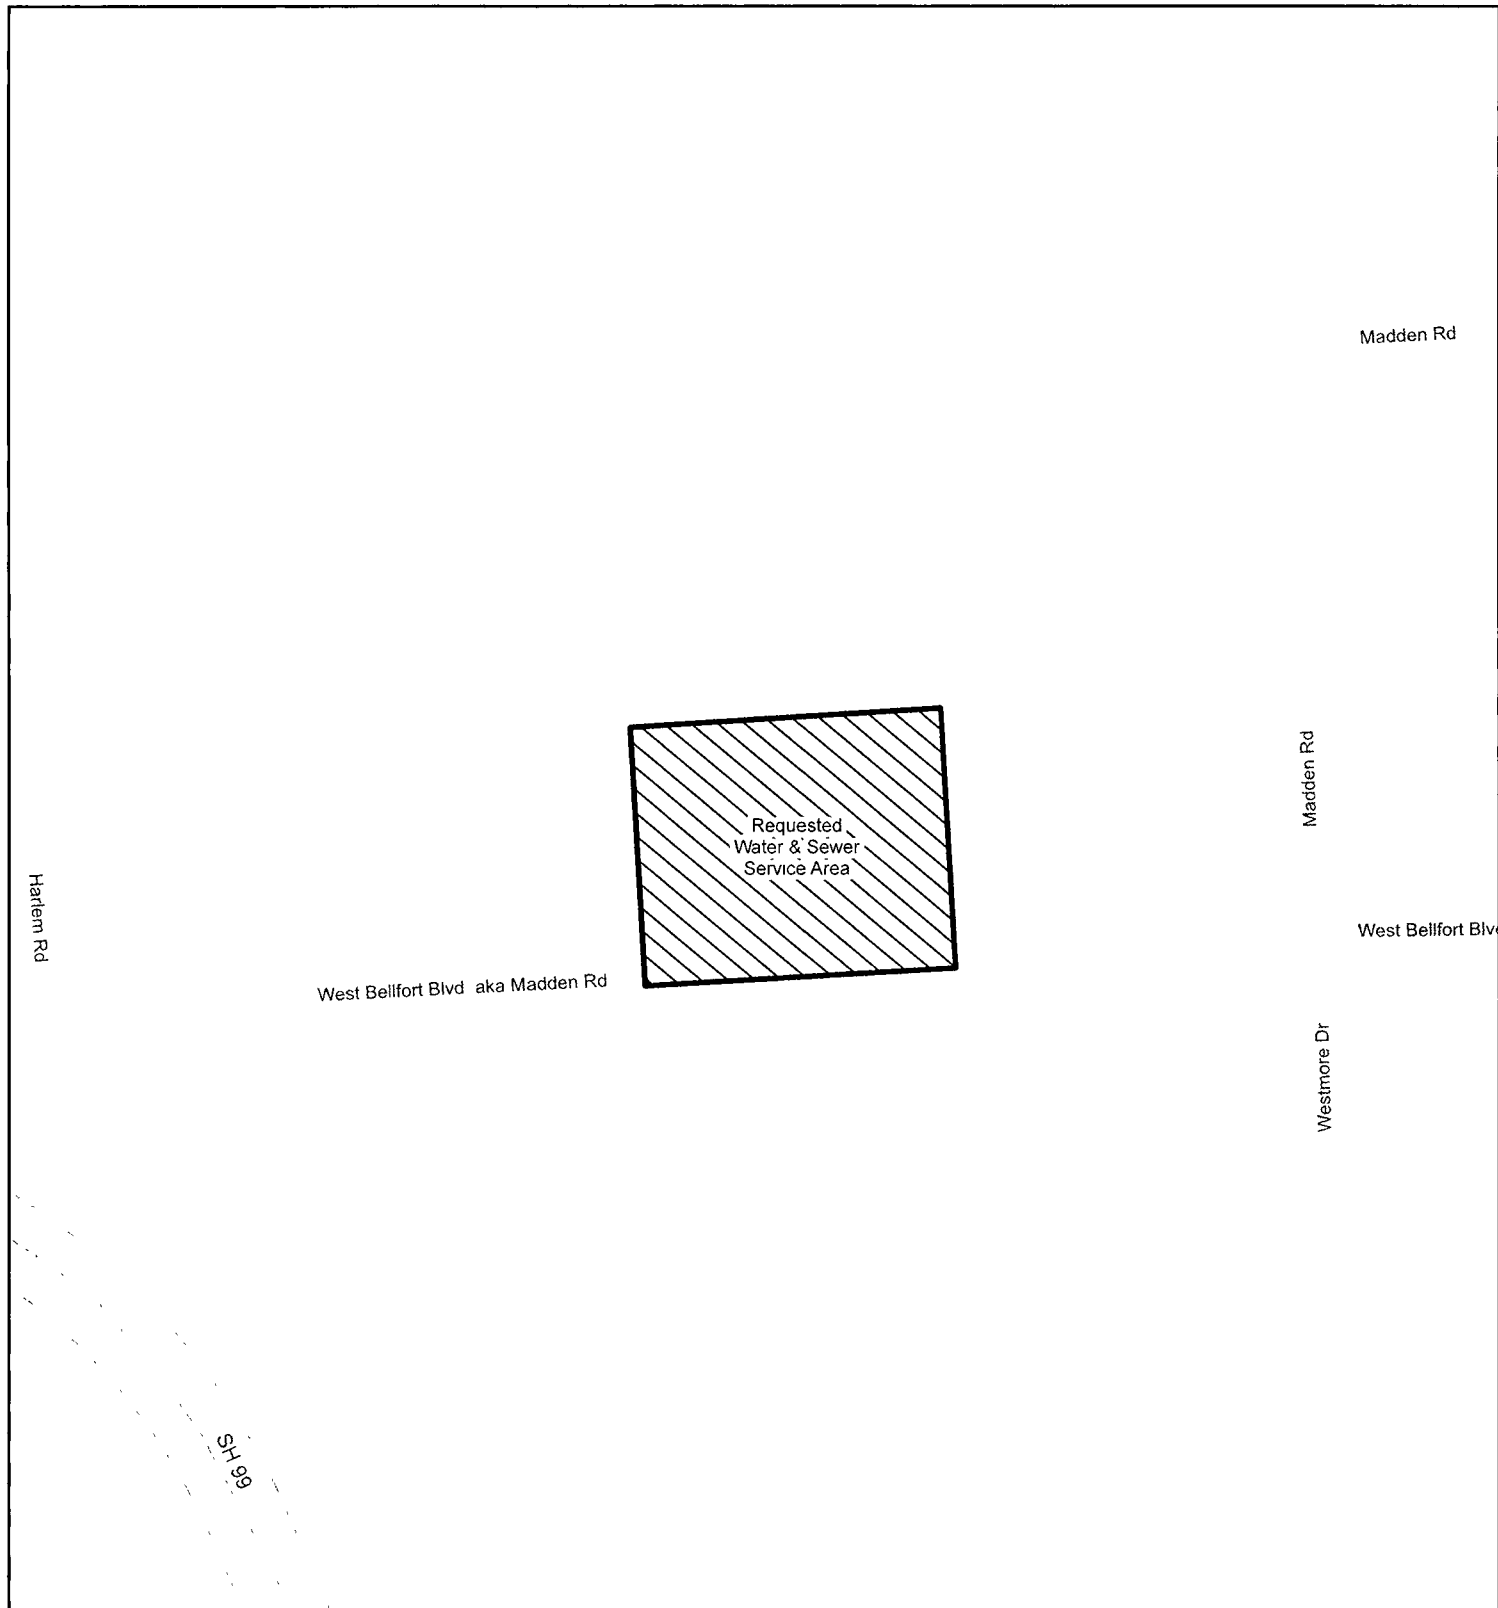 Madden Rd
Madden Rd
Requested
Water & Sewer
Service Area
Harlem Rd
West Bellfort Blv
West Bellfort Blvd aka Madden Rd
Westmore Dr
SH 99